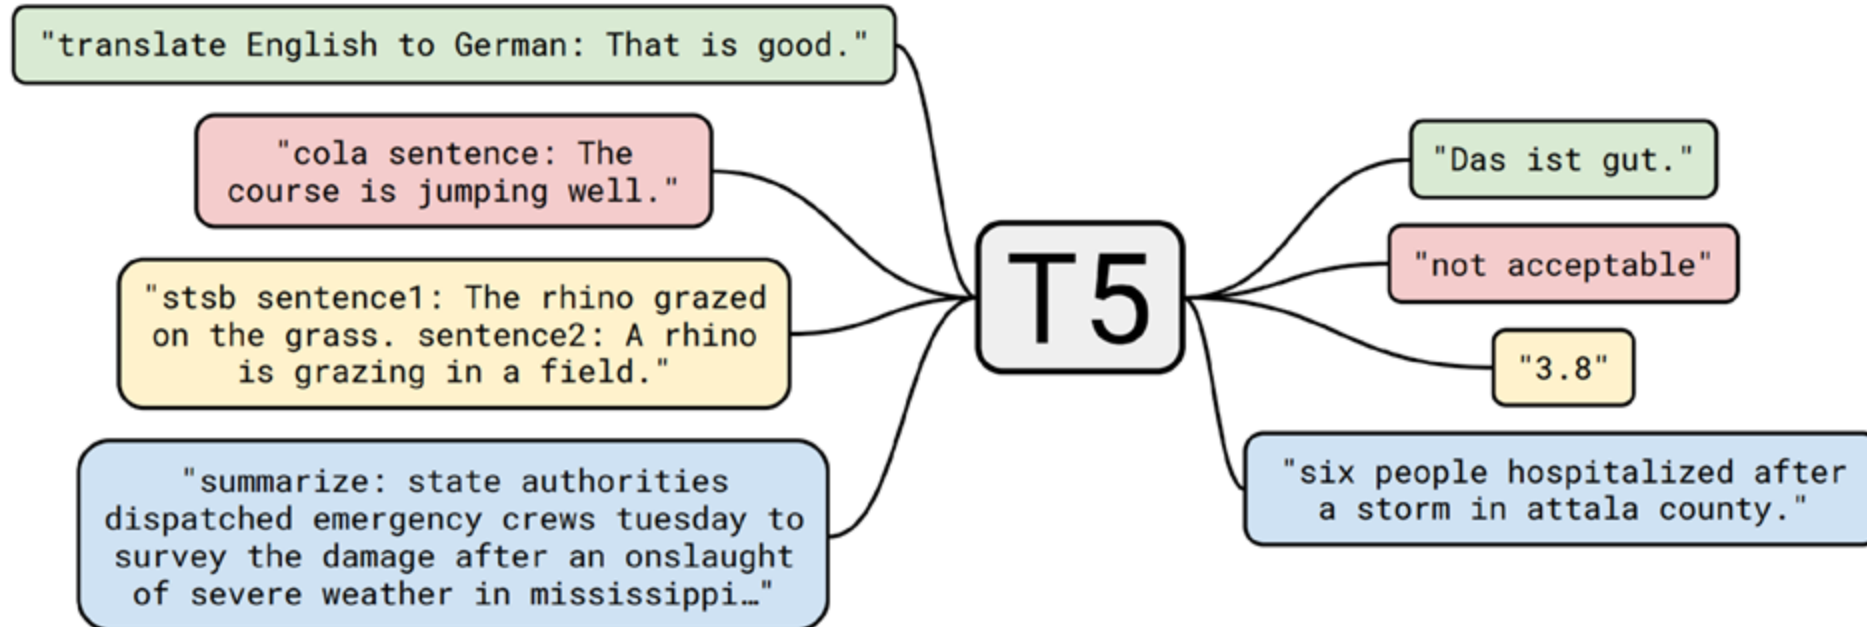 "translate English to German: That is good."
"cola sentence: The
course is jumping well."
"stsb sentence1: The rhino grazed
on the grass. sentence2: A rhino
is grazing in a field."
"summarize: state authorities
dispatched emergency crews tuesday to
survey the damage after an onslaught
of severe weather in mississippi…"
T5
"Das ist gut."
"not acceptable"
"3.8"
"six people hospitalized after
a storm in attala county."